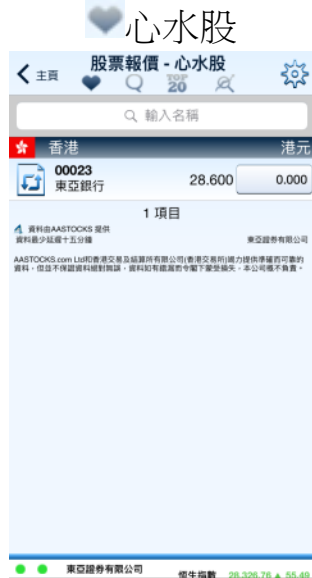 心水股
股票報價 - 心水股
主頁
TOP
20
輸入名稱
香港 港元
00023
東亞銀行 28.600 0.000
1 項目
資料由AASTOCKS 提供
資料最少延遲十五分鐘 東亞證券有限公司
AASTOCKS.com Ltd和香港交易及結算所有限公司(香港交易所)竭力提供準確而可靠的
資料，但並不保證資料絕對無誤，資料如有錯漏而令閣下蒙受損失，本公司概不負責。
東亞證券有限公司
恒生指數 28,326.76 ▲ 55.49